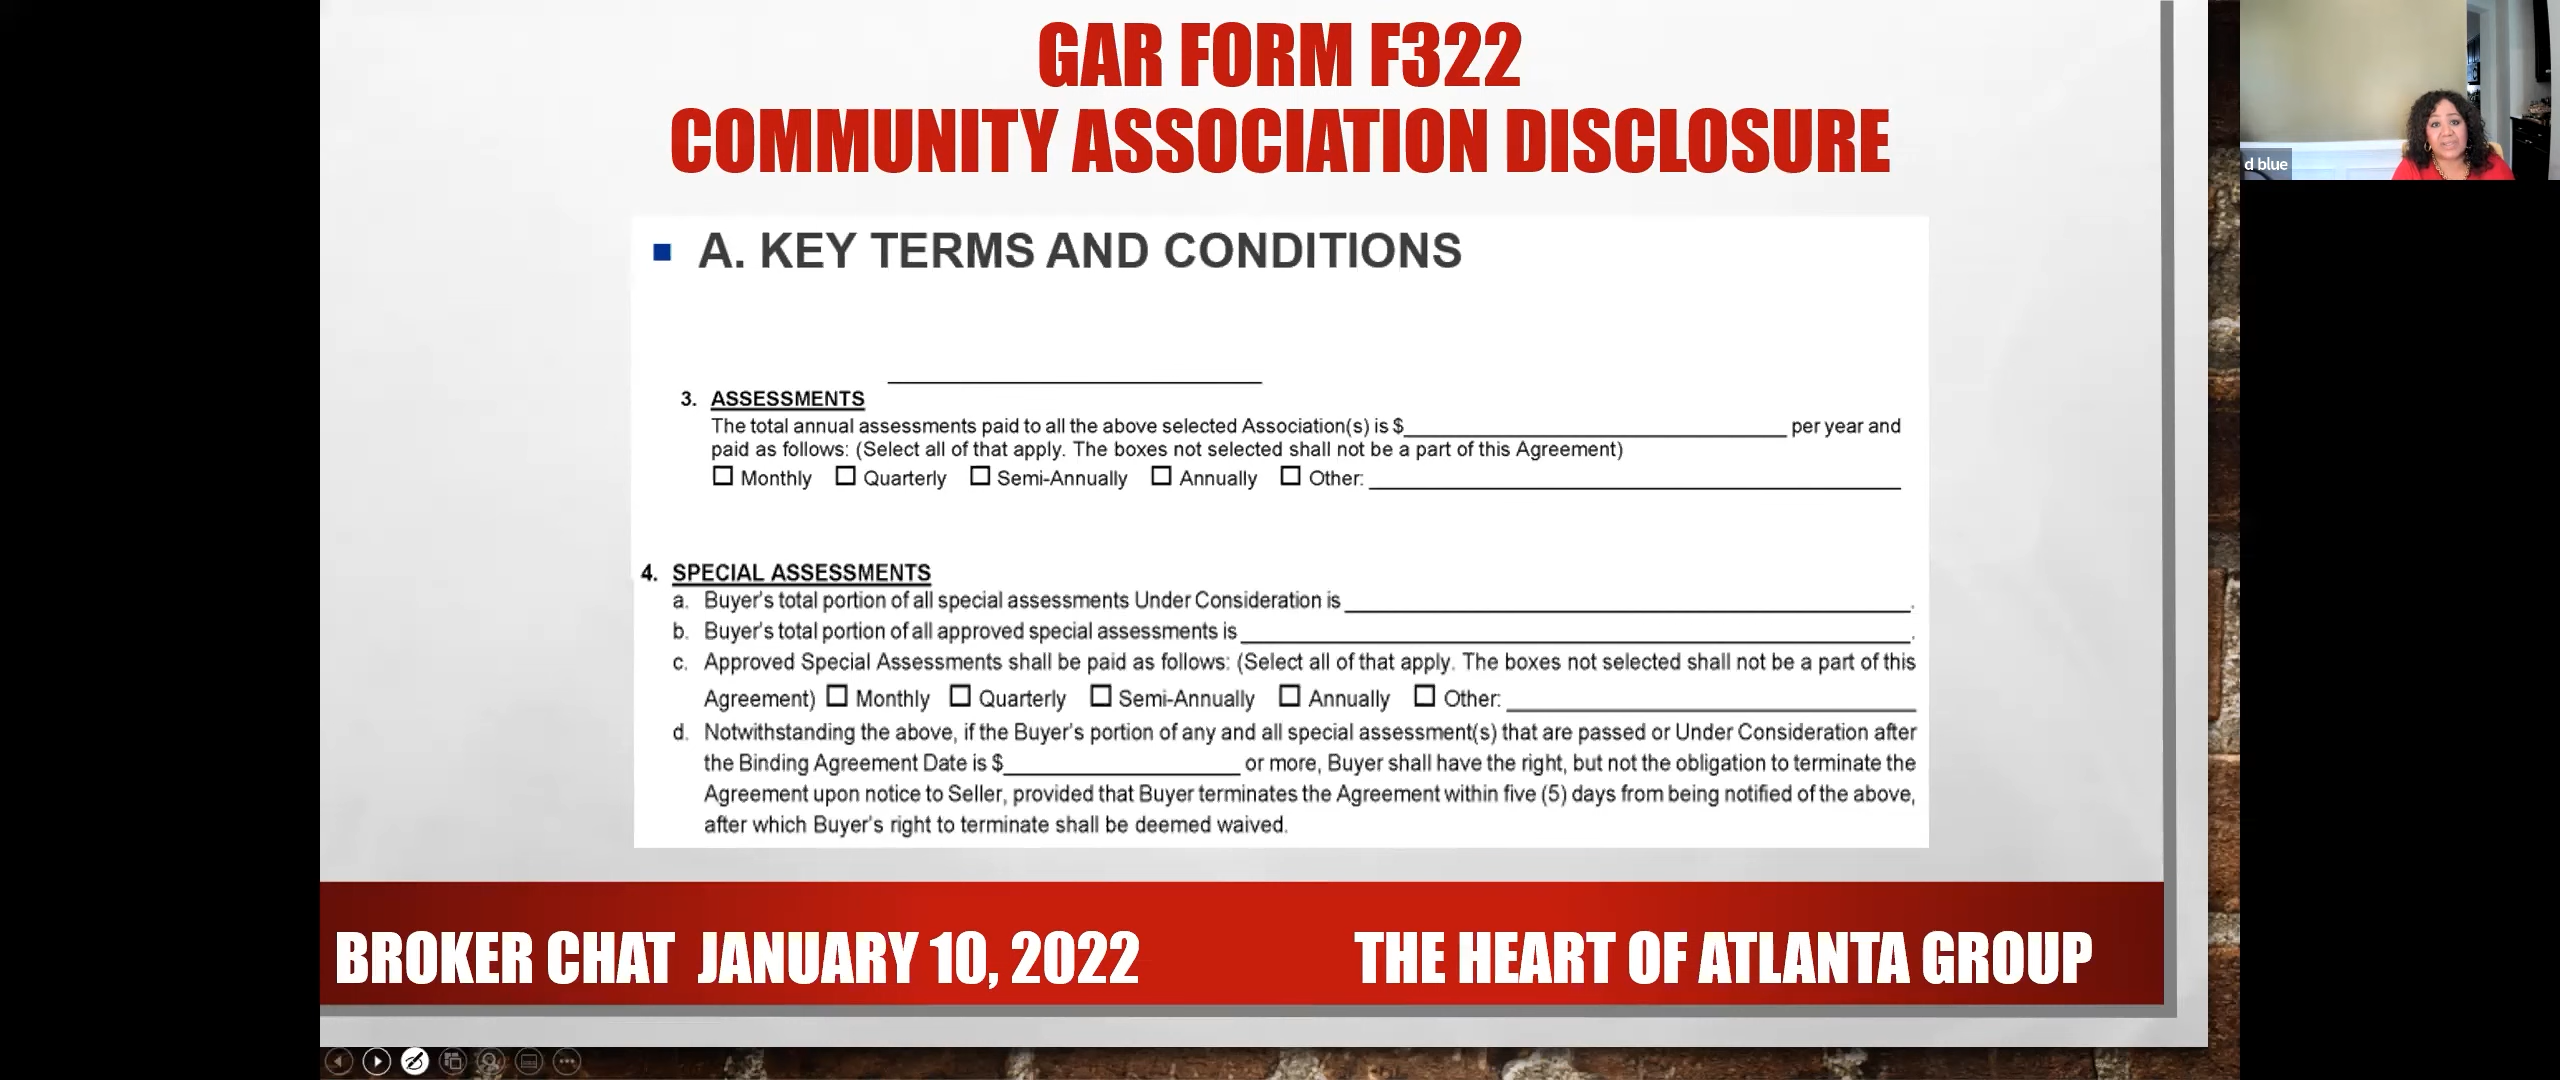 GAR FORM F322
COMMUNITY ASSOCIATION DISCLOSURE
d blue
A. KEY TERMS AND CONDITIONS
3. ASSESSMENTS
The total annual assessments paid to all the above selected Association(s) is $ per year and
paid as follows: (Select all of that apply. The boxes not selected shall not be a part of this Agreement)
Monthly Quarterly Semi-Annually Annually Other:
4. SPECIAL ASSESSMENTS
a. Buyer's total portion of all special assessments Under Consideration is .
b. Buyer's total portion of all approved special assessments is .
c. Approved Special Assessments shall be paid as follows: (Select all of that apply. The boxes not selected shall not be a part of this
Agreement) Monthly Quarterly Semi-Annually Annually Other:
d. Notwithstanding the above, if the Buyer's portion of any and all special assessment(s) that are passed or Under Consideration after
the Binding Agreement Date is $ or more, Buyer shall have the right, but not the obligation to terminate the
Agreement upon notice to Seller, provided that Buyer terminates the Agreement within five (5) days from being notified of the above,
after which Buyer's right to terminate shall be deemed waived.
BROKER CHAT JANUARY 10, 2022 THE HEART OF ATLANTA GROUP